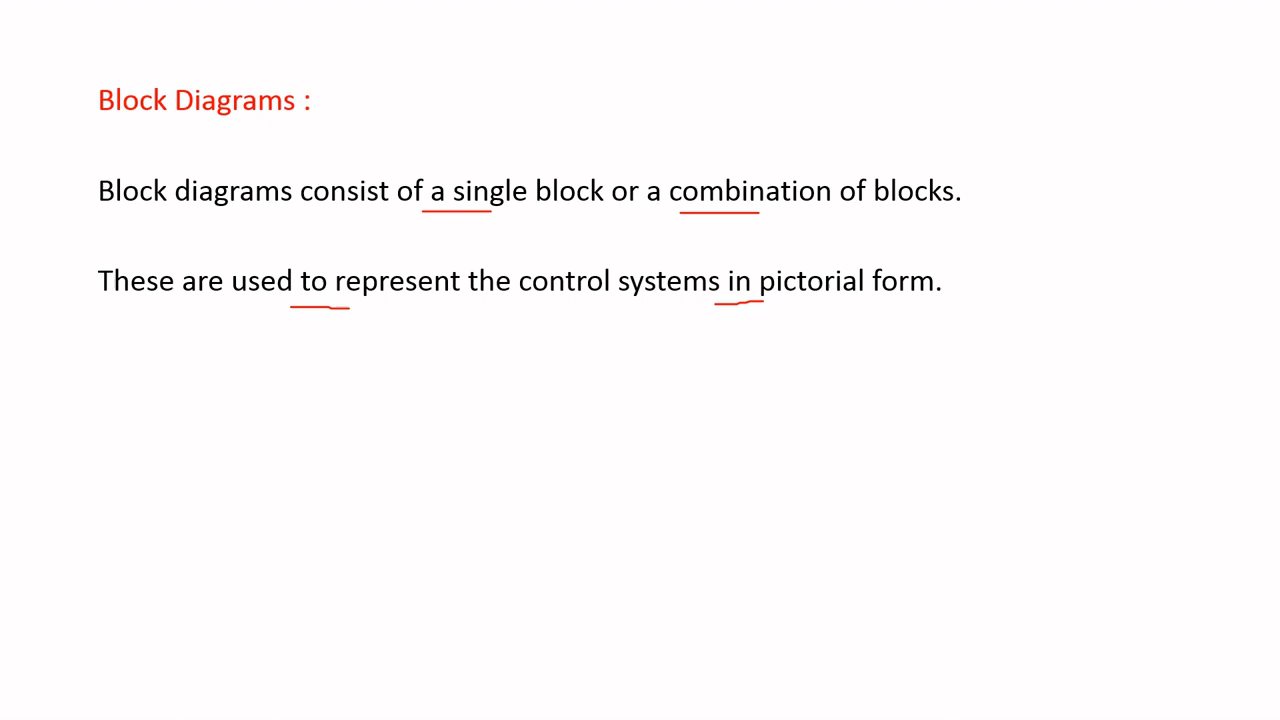 Block Diagrams :
Block diagrams consist of a single block or a combination of blocks.
These are used to represent the control systems in pictorial form.